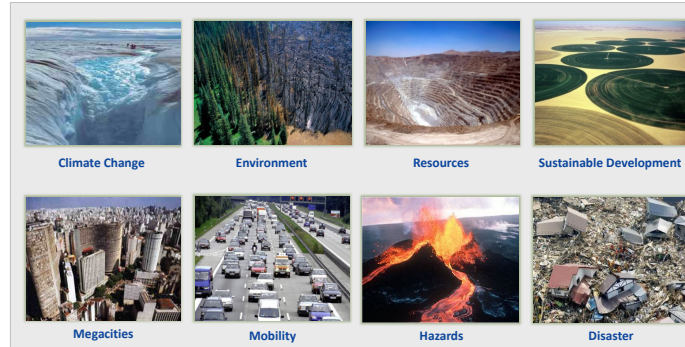 Climate Change
Environment
Resources
Sustainable Development
Megacities
Mobility
Hazards
Disaster